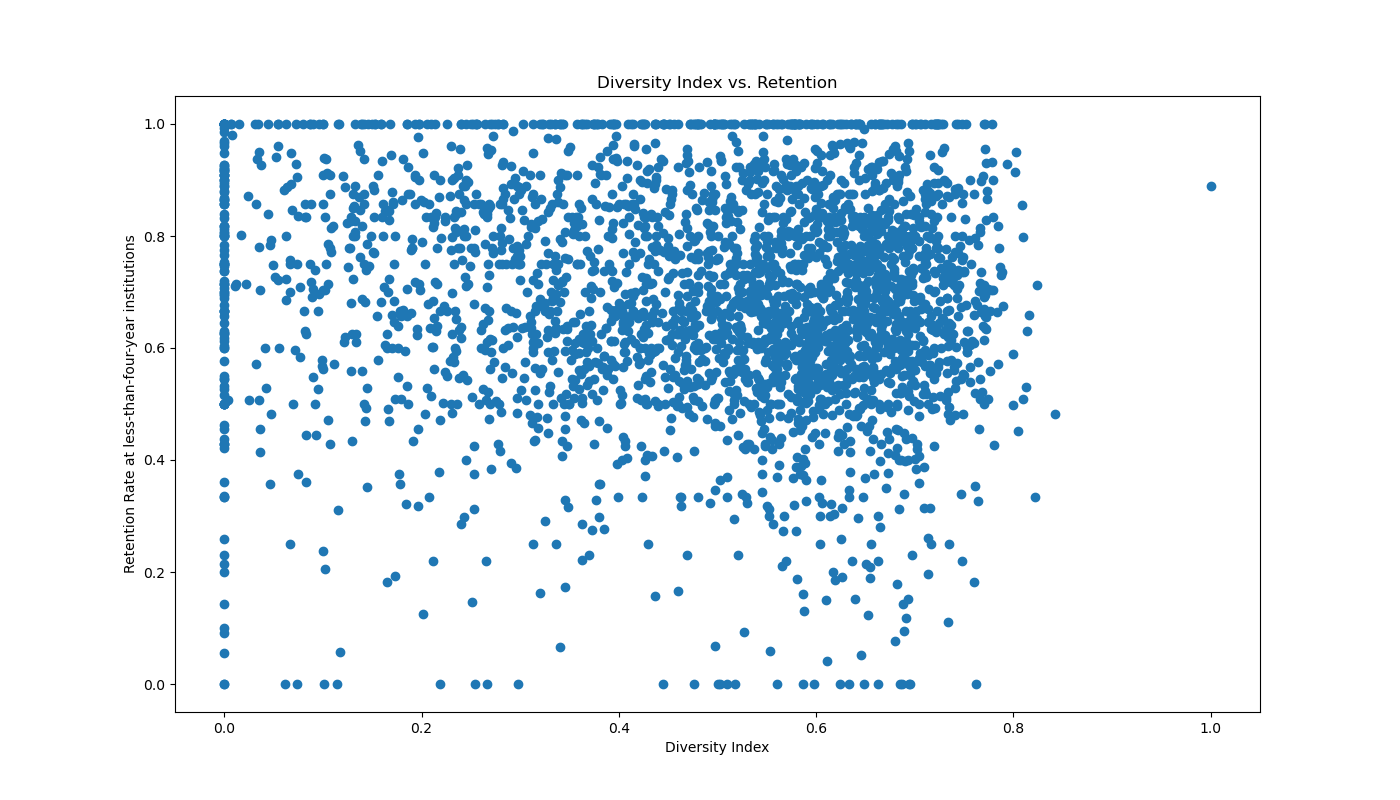 Diversity Index vs. Retention
Retention Rate at less-than-four-year institutions
1.0
0.8
0.6
0.4
0.2
0.0
0.0 0.2 0.4 0.6 0.8 1.0
Diversity Index